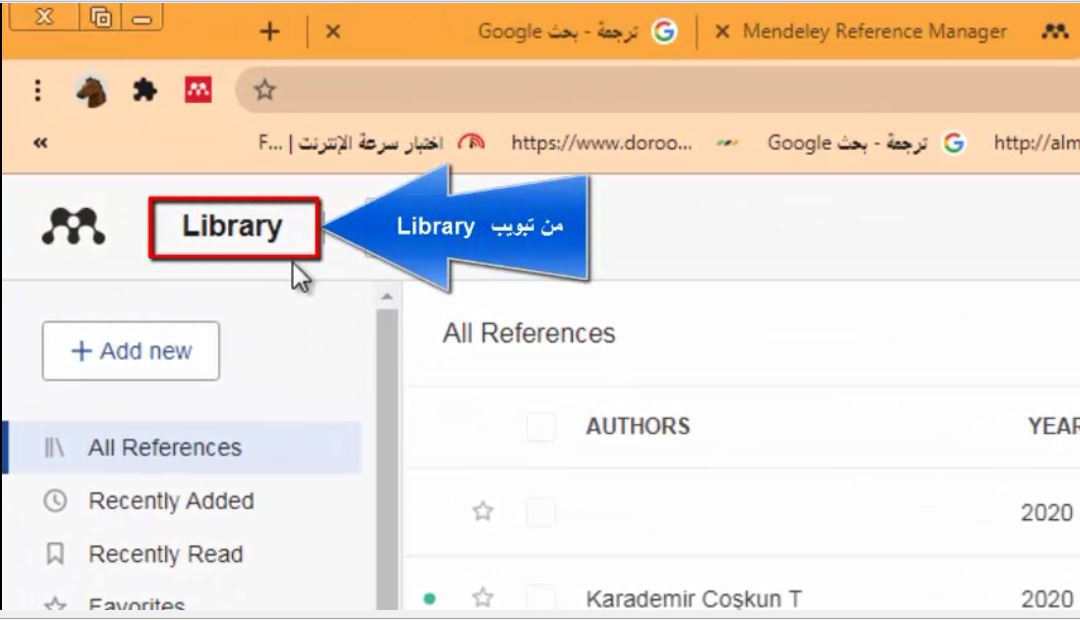 Mendeley Reference Manager
ترجمة - بحث Google
http://alm
ترجمة - بحث Google
https://www.doroo...
اختبار سرعة الإنترنت | F...
Library
من تبويب Library
+ Add new
All References
Recently Added
Recently Read
Favorites
All References
AUTHORS YEAR
2020
Karademir Coşkun T 2020